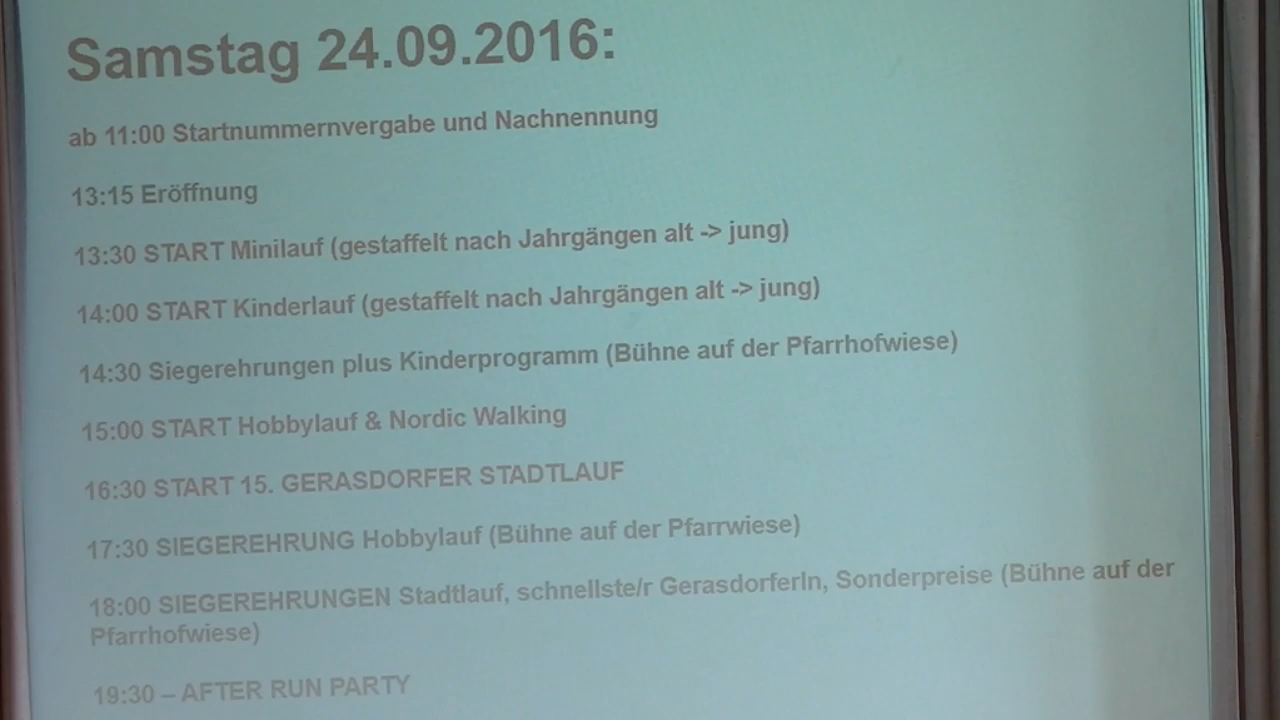 Samstag 24.09.2016:
ab 11:00 Startnummernvergabe und Nachnennung
13:15 Eröffnung
13:30 START Minilauf (gestaffelt nach Jahrgängen alt -> jung)
14:00 START Kinderlauf (gestaffelt nach Jahrgängen alt -> jung)
14:30 Siegerehrungen plus Kinderprogramm (Bühne auf der Pfarrhofwiese)
15:00 START Hobbylauf & Nordic Walking
16:30 START 15. GERASDORFER STADTLAUF
17:30 SIEGEREHRUNG Hobbylauf (Bühne auf der Pfarrwiese)
18:00 SIEGEREHRUNGEN Stadtlauf, schnellste/r GerasdorferIn, Sonderpreise (Bühne auf der
Pfarrhofwiese)
19:30 – AFTER RUN PARTY